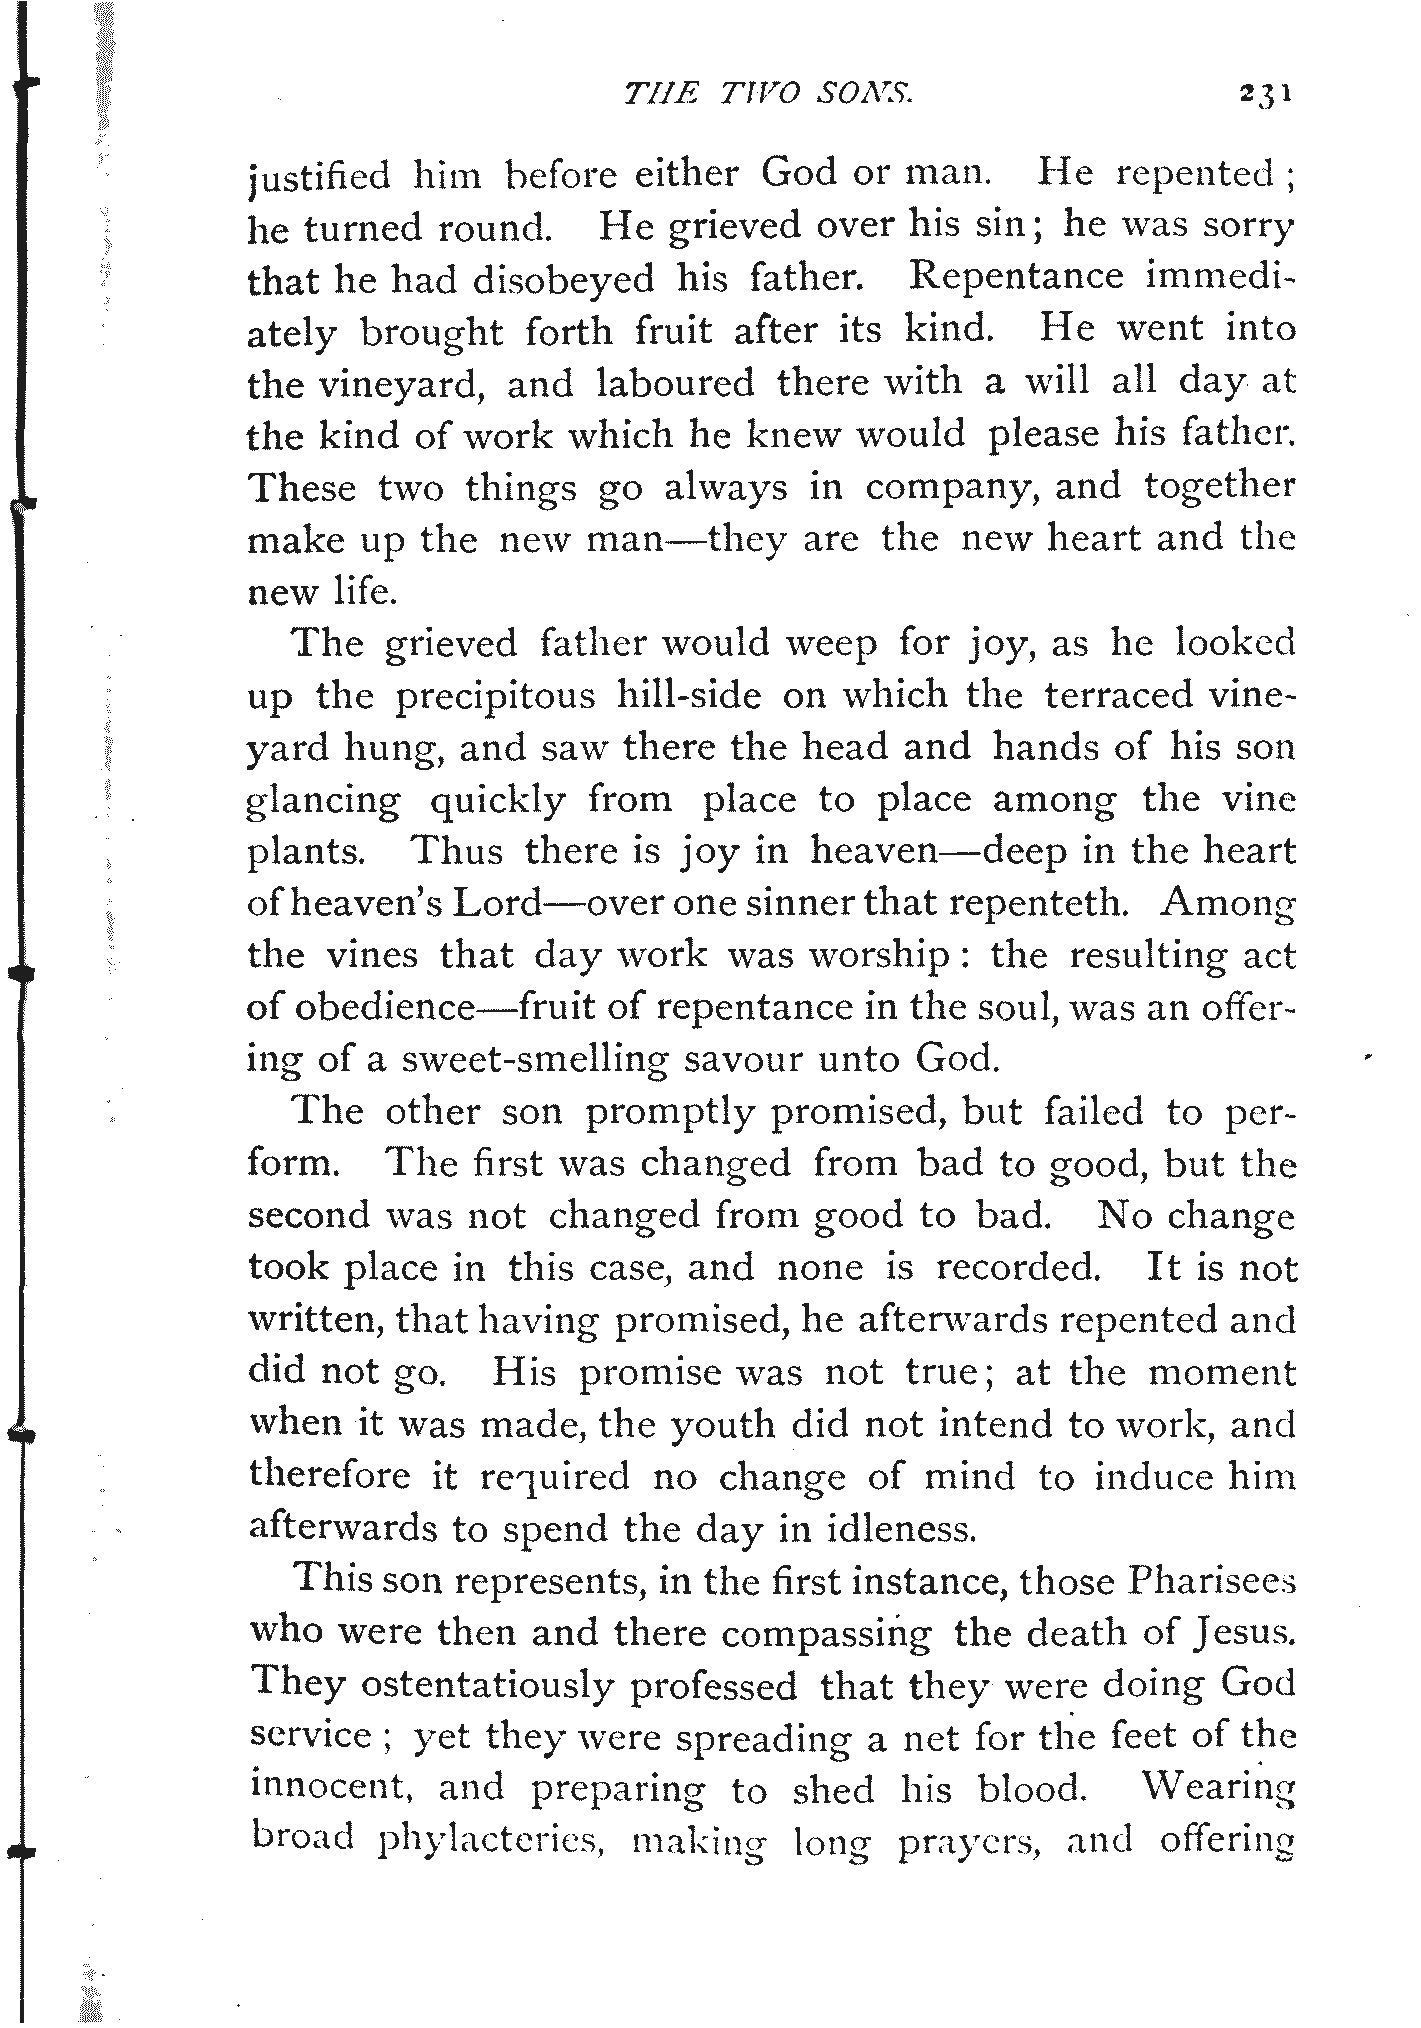 THE TWO SONS. 231
justified him before either God or man. He repented ;
he turned round. He grieved over his sin; he was sorry
that he had disobeyed his father. Repentance immedi-
ately brought forth fruit after its kind. He went into
the vineyard, and laboured there with a will all day at
the kind of work which he knew would please his father.
These two things go always in company, and together
make up the new man—they are the new heart and the
new life.
The grieved father would weep for joy, as he looked
up the precipitous hill-side on which the terraced vine-
yard hung, and saw there the head and hands of his son
glancing quickly from place to place among the vine
plants. Thus there is joy in heaven—deep in the heart
of heaven's Lord—over one sinner that repenteth. Among
the vines that day work was worship : the resulting act
of obedience—fruit of repentance in the soul, was an offer-
ing of a sweet-smelling savour unto God.
The other son promptly promised, but failed to per-
form. The first was changed from bad to good, but the
second was not changed from good to bad. No change
took place in this case, and none is recorded. It is not
written, that having promised, he afterwards repented and
did not go. His promise was not true; at the moment
when it was made, the youth did not intend to work, and
therefore it required no change of mind to induce him
afterwards to spend the day in idleness.
This son represents, in the first instance, those Pharisees
who were then and there compassing the death of Jesus.
They ostentatiously professed that they were doing God
service ; yet they were spreading a net for the feet of the
innocent, and preparing to shed his blood. Wearing
broad phylacteries, making long prayers, and offering